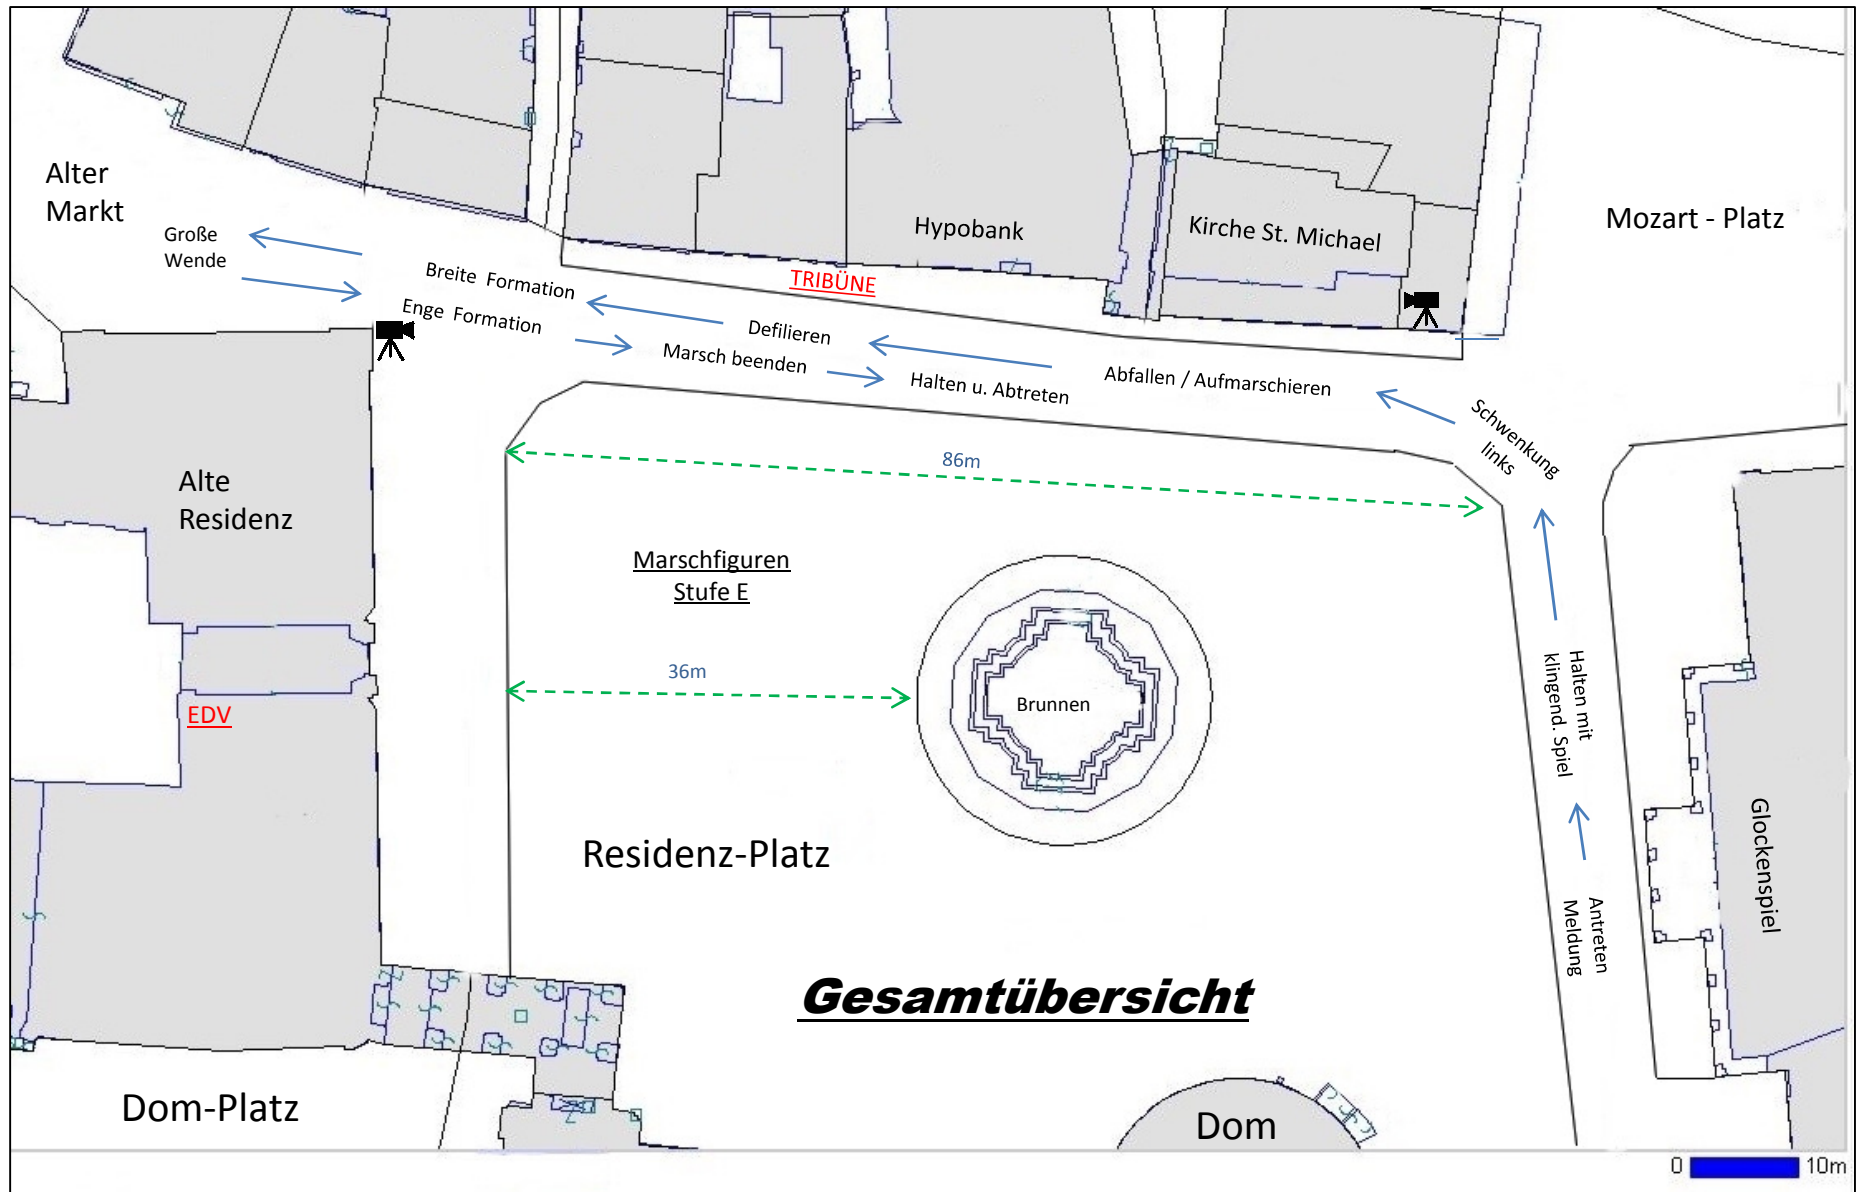 Alter
Markt
Große
Wende
Breite Formation
Enge Formation
TRIBÜNE
Hypobank
Kirche St. Michael
Mozart - Platz
Defilieren
Marsch beenden
Halten u. Abtreten
Abfallen / Aufmarschieren
Schwenkung
links
86m
Alte
Residenz
Marschfiguren
Stufe E
36m
Brunnen
EDV
Halten mit
klingend. Spiel
Residenz-Platz
Glockenspiel
Antreten
Meldung
Gesamtübersicht
Dom-Platz
Dom
0 10m